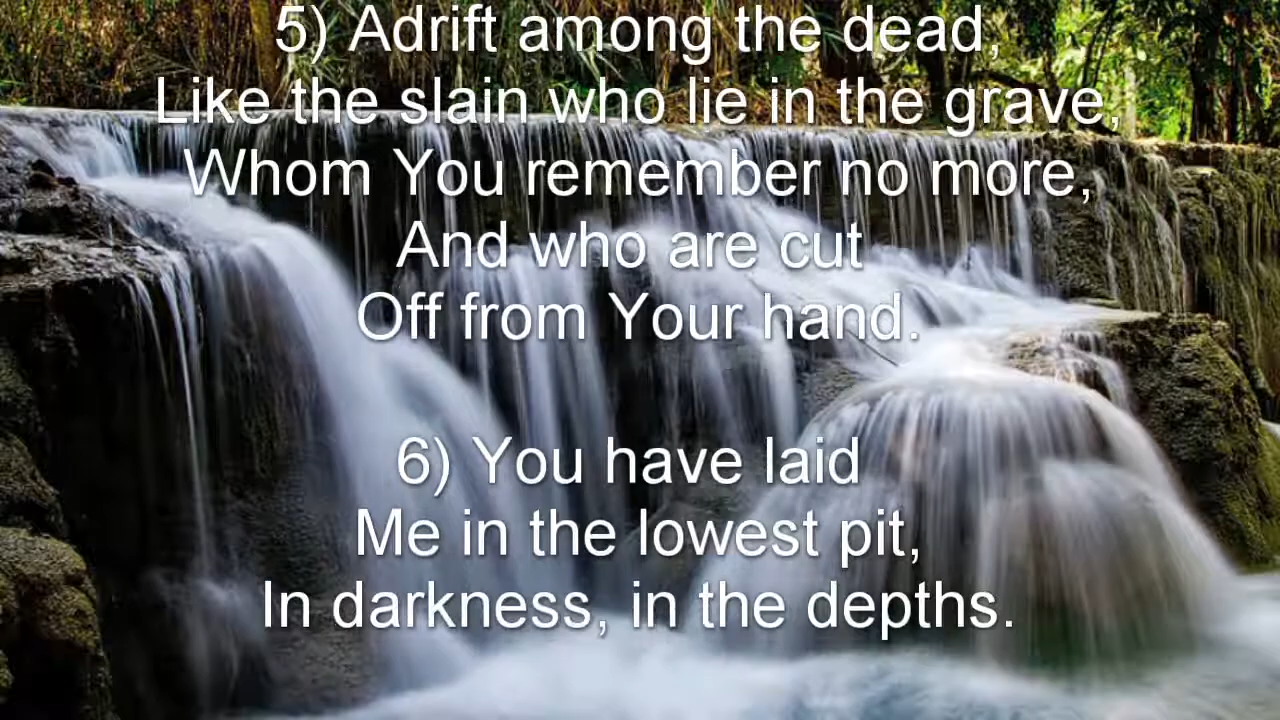 5) Adrift among the dead,
Like the slain who lie in the grave,
Whom You remember no more,
And who are cut
Off from Your hand.
6) You have laid
Me in the lowest pit,
In darkness, in the depths.